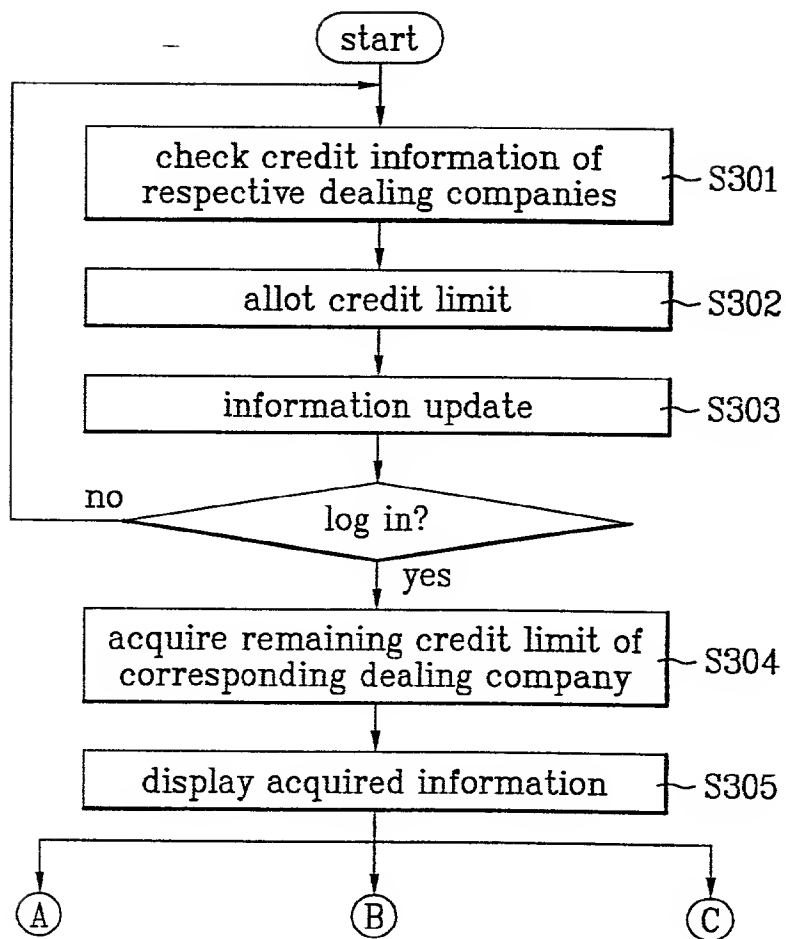 start
check credit information of
respective dealing companies
S301
allot credit limit
S302
information update
S303
no
log in?
yes
acquire remaining credit limit of
corresponding dealing company
S304
display acquired information
S305
A
B
C